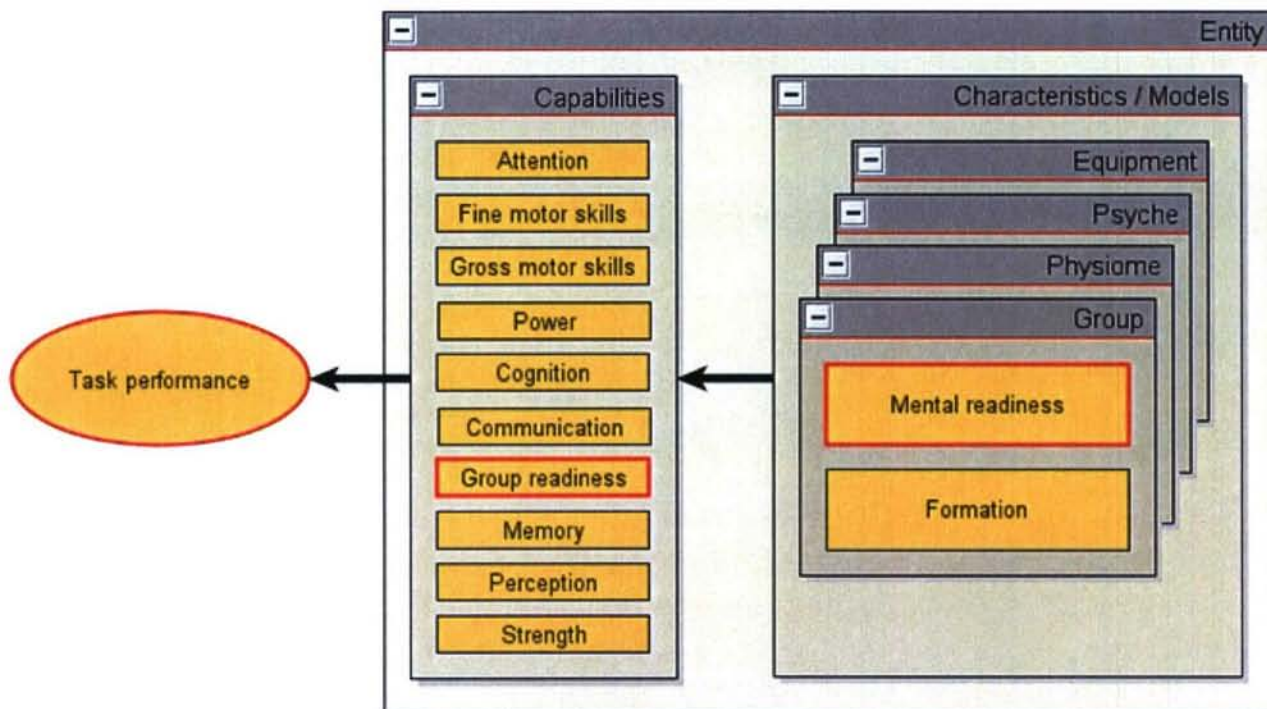 Entity
Capabilities
Attention
Fine motor skills
Gross motor skills
Power
Cognition
Communication
Group readiness
Memory
Perception
Strength
Characteristics / Models
Equipment
Psyche
Physiome
Group
Mental readiness
Formation
Task performance